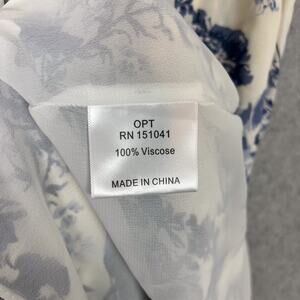 OPT
RN 151041
100% Viscose
MADE IN CHINA